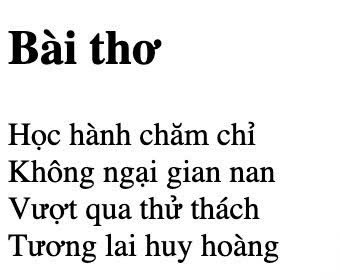 Bài thơ
Học hành chăm chỉ
Không ngại gian nan
Vượt qua thử thách
Tương lai huy hoàng